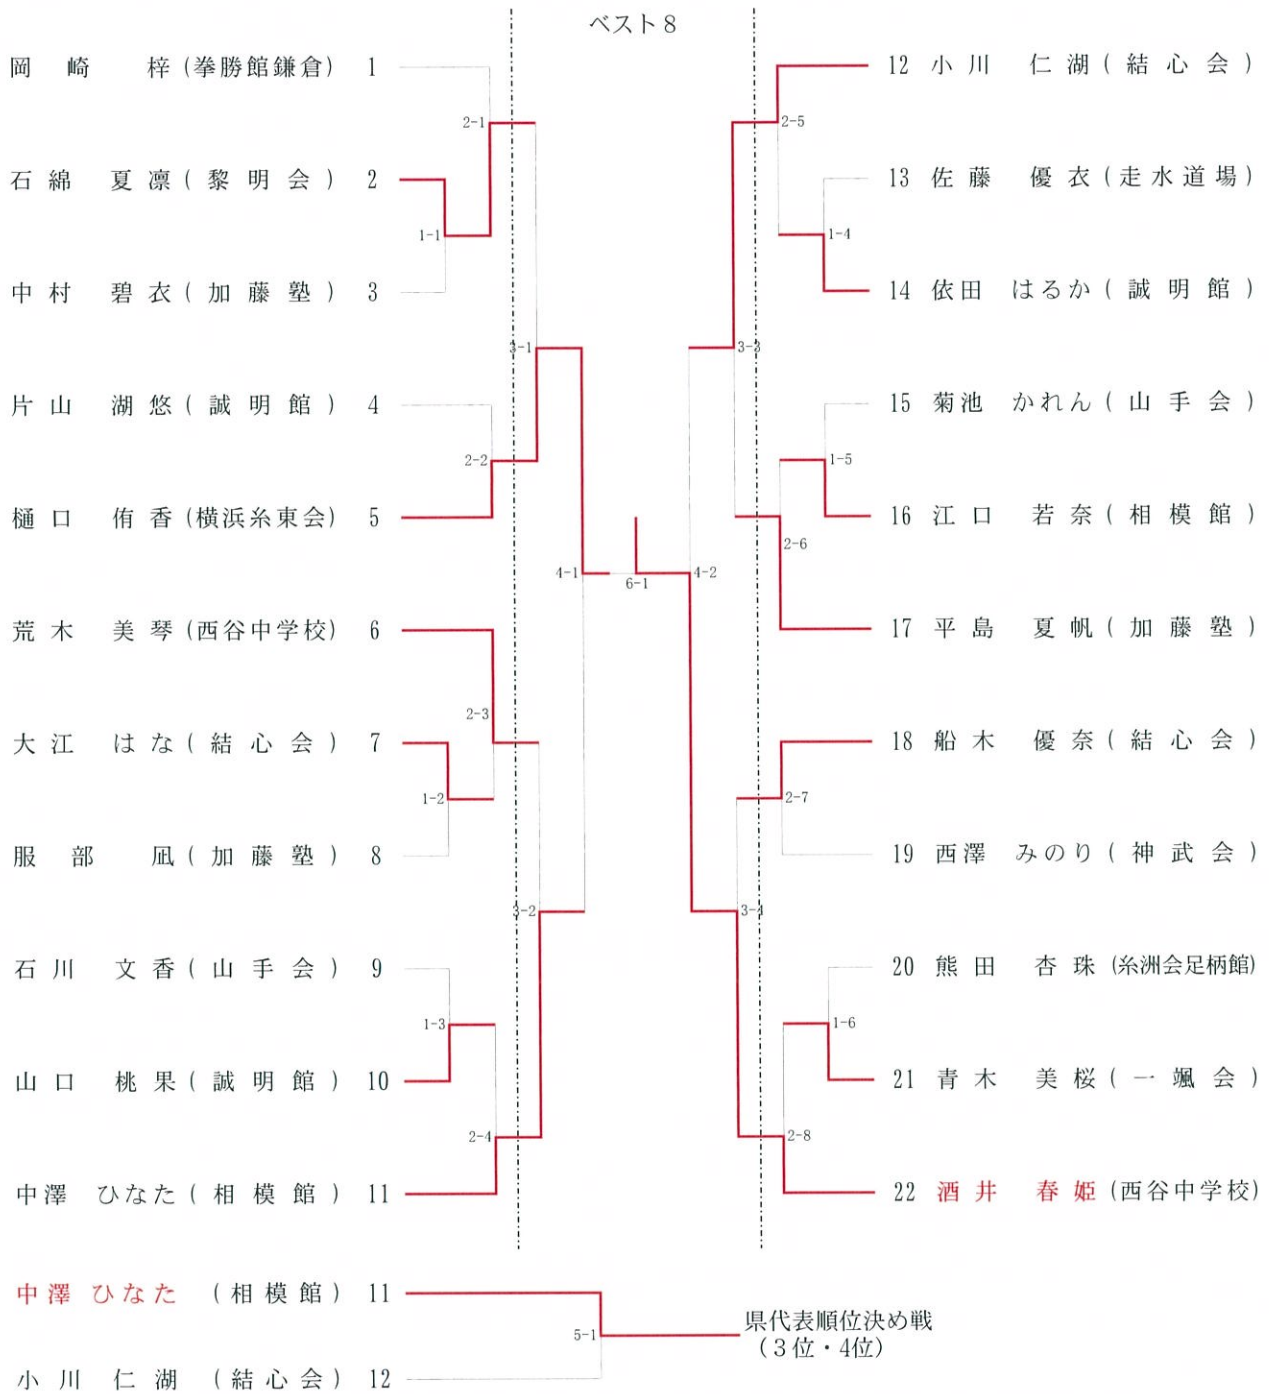 ベスト8
岡崎 梓(拳勝館鎌倉) 1
石綿 夏凛(黎明会) 2
中村 碧衣(加藤塾) 3
片山 湖悠(誠明館) 4
樋口 侑香(横浜糸東会) 5
荒木 美琴(西谷中学校) 6
大江 はな(結心会) 7
服部 凪(加藤塾) 8
石川 文香(山手会) 9
山口 桃果(誠明館) 10
中澤 ひなた(相模館) 11
2-1
1-1
3-1
2-2
4-1
2-3
1-2
3-2
1-3
2-4
6-1
12 小川 仁湖(結心会)
13 佐藤 優衣(走水道場)
14 依田 はるか(誠明館)
15 菊池 かれん(山手会)
16 江口 若奈(相模館)
17 平島 夏帆(加藤塾)
18 船木 優奈(結心会)
19 西澤 みのり(神武会)
20 熊田 杏珠(糸洲会足柄館)
21 青木 美桜(一颯会)
22 酒井 春姫(西谷中学校)
2-5
1-4
3-3
1-5
2-6
4-2
2-7
3-4
1-6
2-8
中澤 ひなた (相模館) 11
5-1
小川 仁湖 (結心会) 12
県代表順位決め戦
(3位・4位)